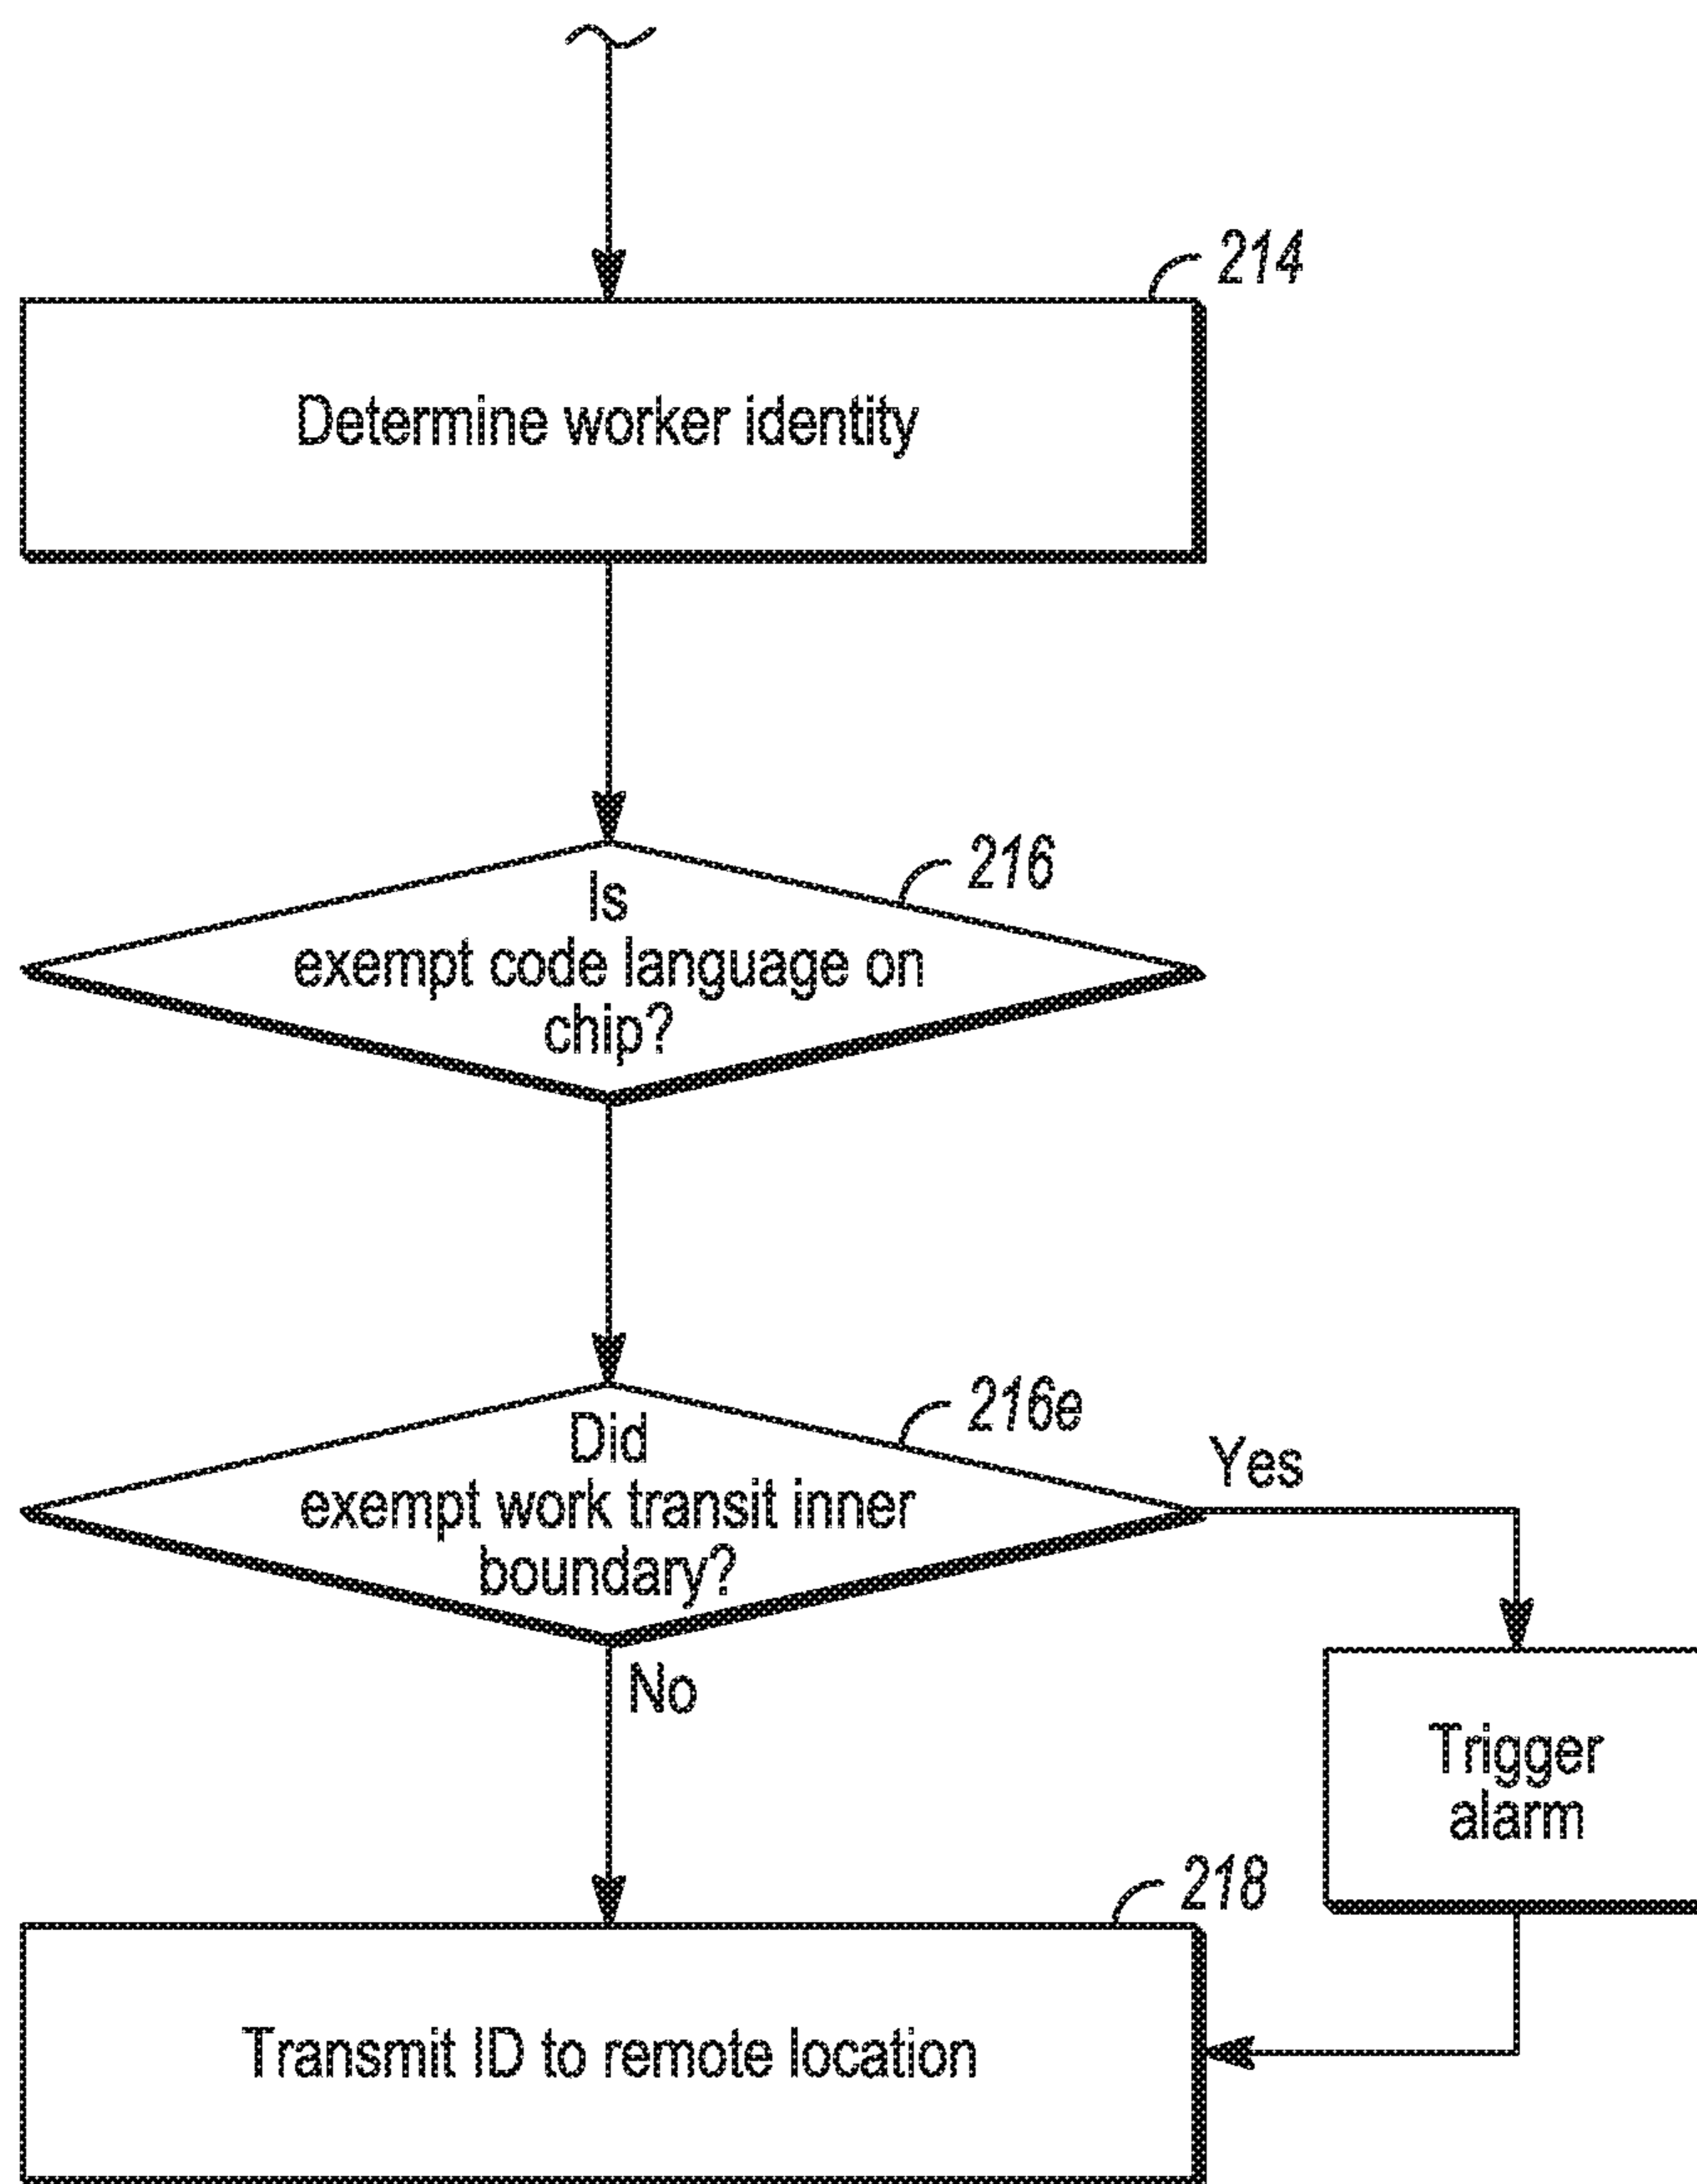 214
Determine worker identity
216
Is
exempt code language on
chip?
216e
Did
exempt work transit inner
boundary?
Yes
No
Trigger
alarm
218
Transmit ID to remote location